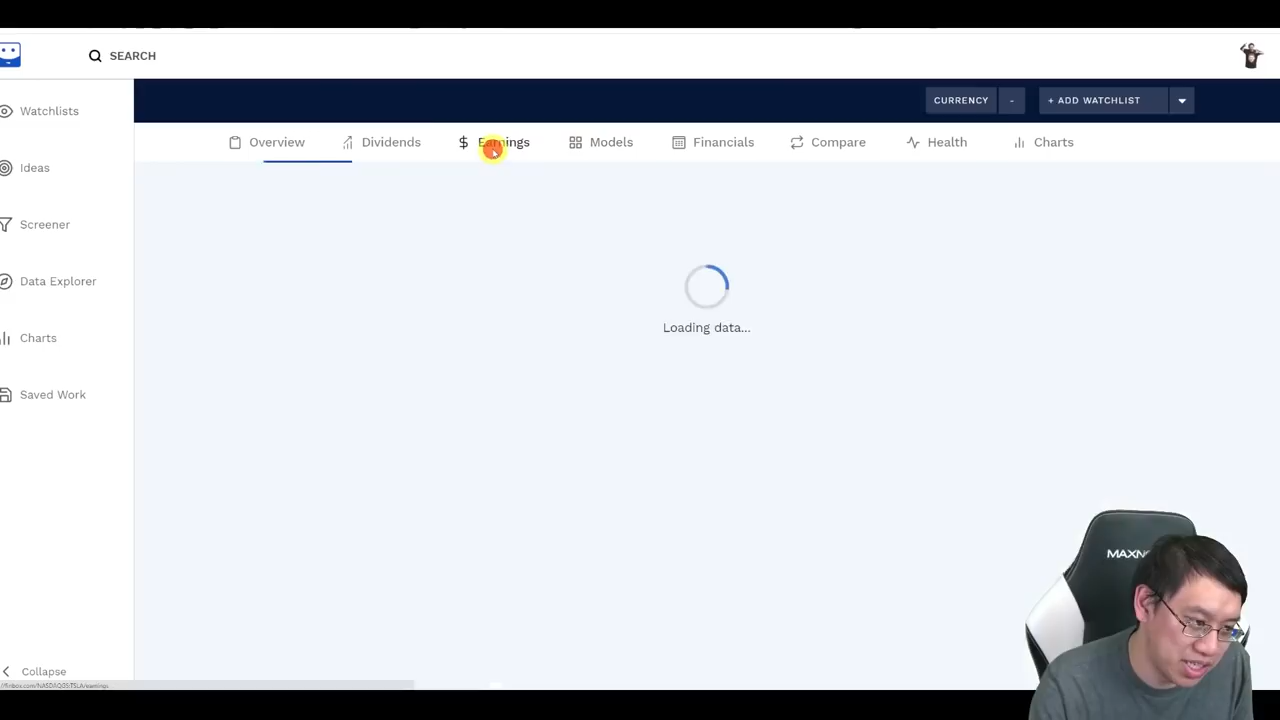 SEARCH
CURRENCY - + ADD WATCHLIST
Watchlists
Overview Dividends Earnings Models Financials Compare Health Charts
Ideas
Screener
Data Explorer
Loading data...
Charts
Saved Work
MAXN
Collapse